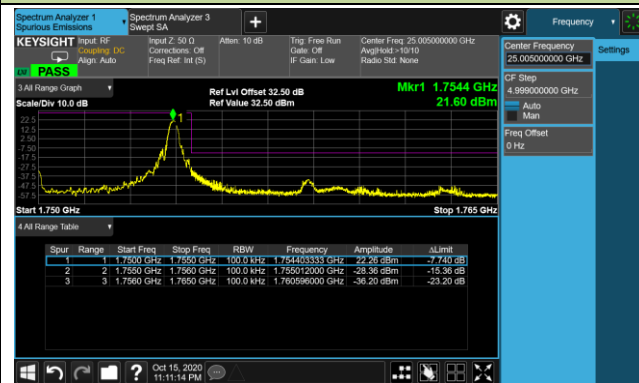 Spectrum Analyzer 1
Spurious Emissions
Spectrum Analyzer 3
Swept SA
+
Frequency
KEYSIGHT
Input: RF
Coupling: DC
Align: Auto
Input Z: 50 Ω
Corrections: Off
Freq Ref: Int (S)
Atten: 10 dB
Trig: Free Run
Gate: Off
IF Gain: Low
Center Freq: 25.005000000 GHz
Avg|Hold:>10/10
Radio Std: None
PASS
Center Frequency
25.005000000 GHz
Settings
CF Step
4.999000000 GHz
Auto
Man
Freq Offset
0 Hz
3 All Range Graph
Scale/Div 10.0 dB
Ref Lvl Offset 32.50 dB
Ref Value 32.50 dBm
Mkr1 1.7544 GHz
21.60 dBm
1
22.5
12.5
2.50
-7.50
-17.5
-27.5
-37.5
-47.5
-57.5
Start 1.750 GHz
Stop 1.765 GHz
4 All Range Table
Spur Range Start Freq Stop Freq RBW Frequency Amplitude ΔLimit
1 1 1.7500 GHz 1.7550 GHz 100.0 kHz 1.754403333 GHz 22.26 dBm -7.740 dB
2 2 1.7550 GHz 1.7560 GHz 100.0 kHz 1.755012000 GHz -28.36 dBm -15.36 dB
3 3 1.7560 GHz 1.7650 GHz 100.0 kHz 1.760596000 GHz -36.20 dBm -23.20 dB
?
Oct 15, 2020
11:11:14 PM